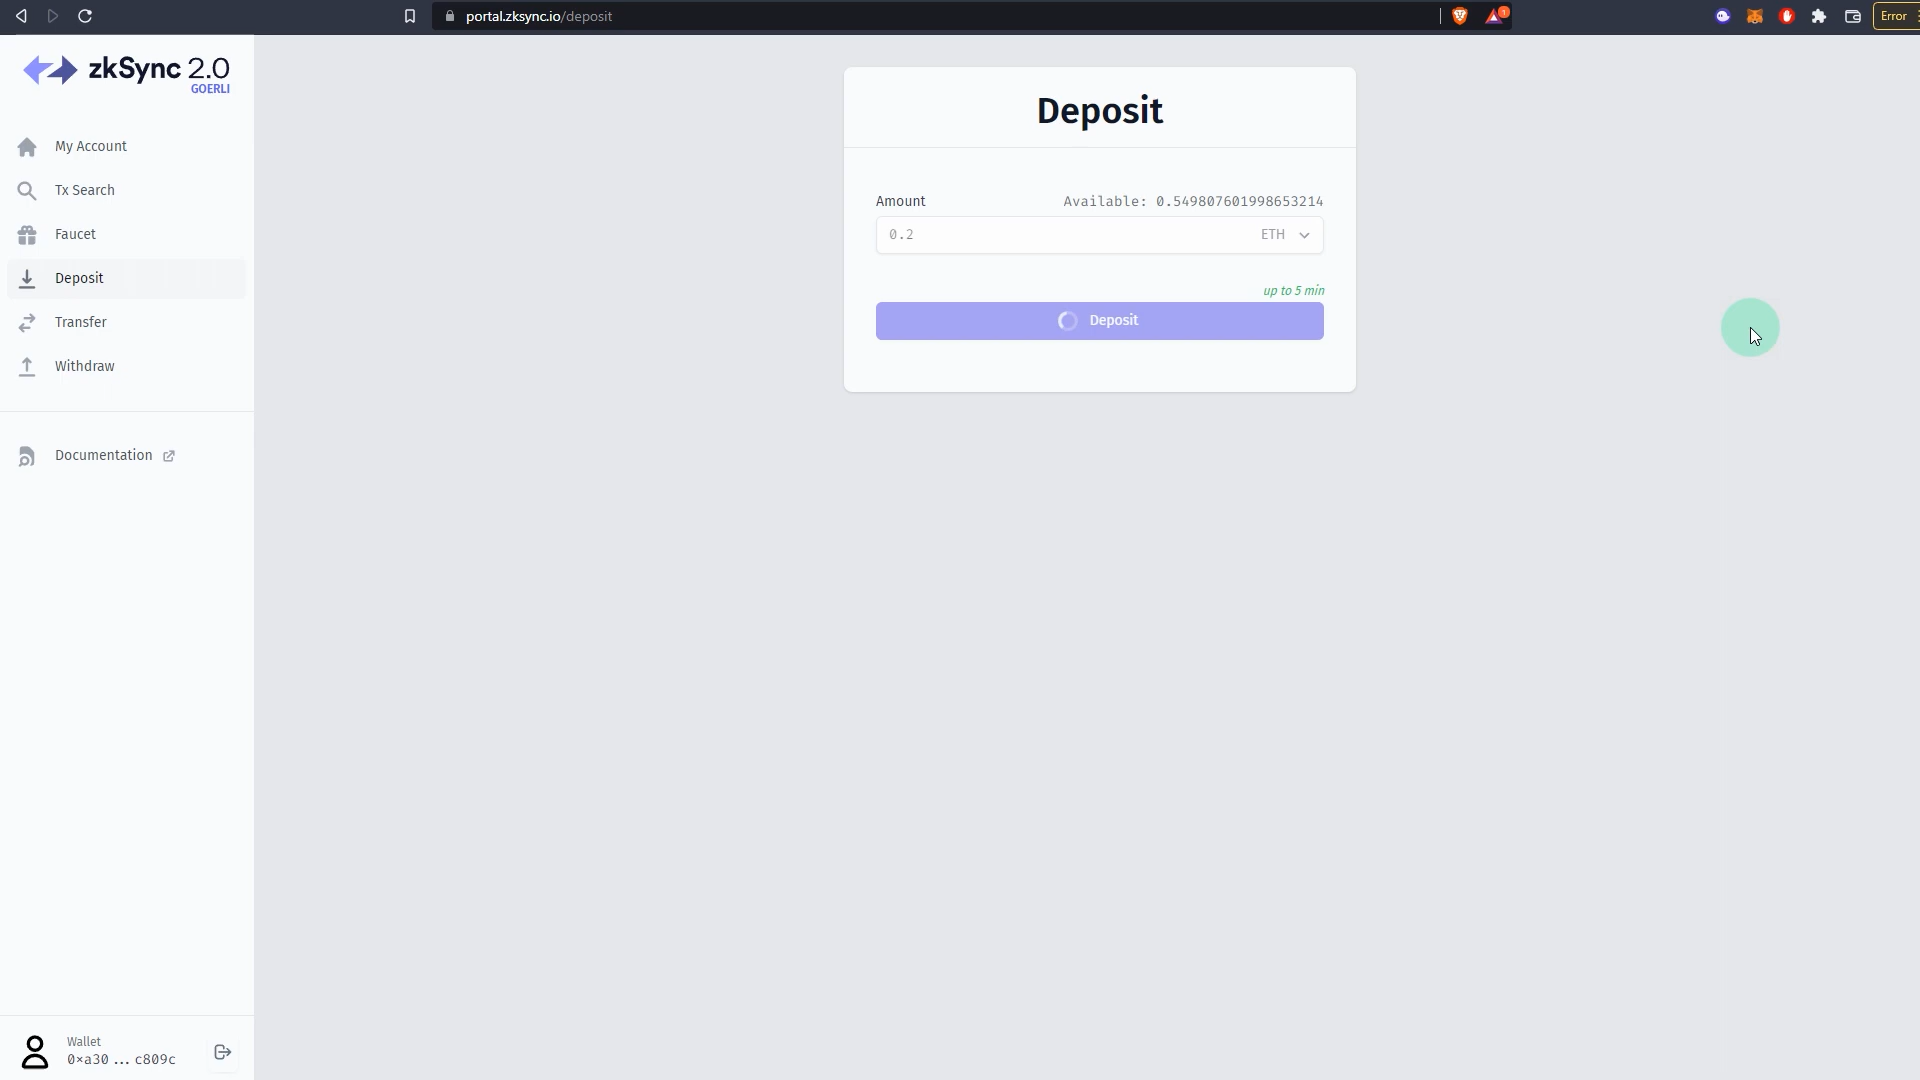 portal.zksync.io/deposit
1
Error
zkSync 2.0
GOERLI
My Account
Tx Search
Faucet
Deposit
Transfer
Withdraw
Documentation
Wallet
0×a30 ... c809c
Deposit
Amount
Available: 0.549807601998653214
0.2
ETH
up to 5 min
Deposit